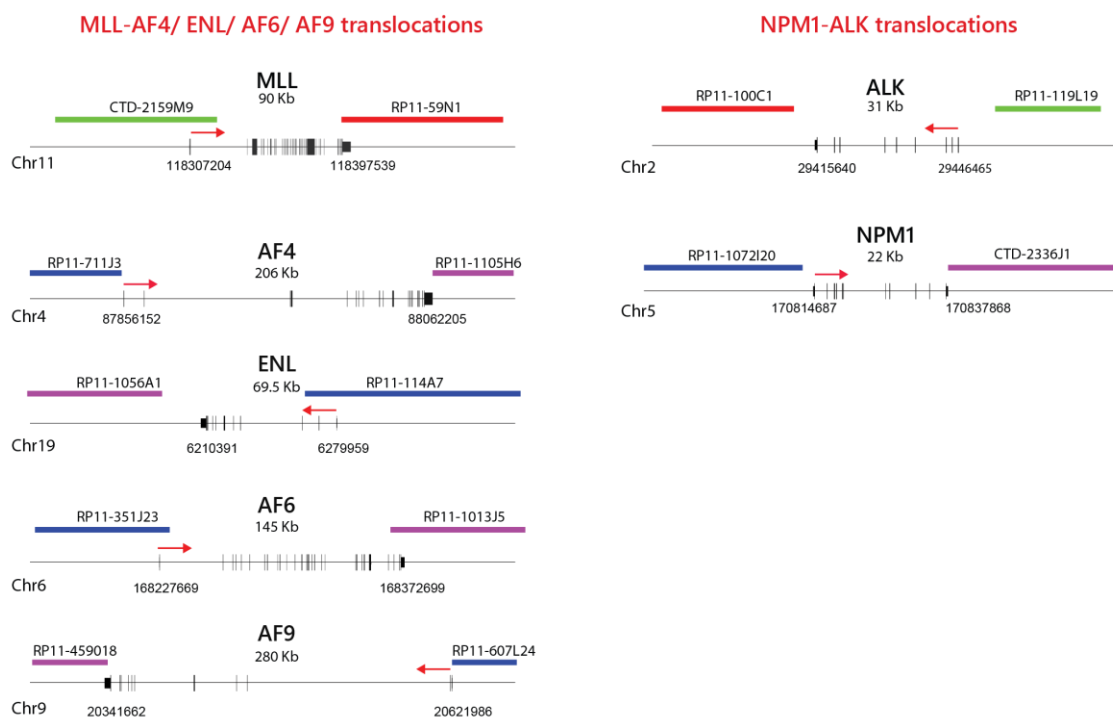 MLL-AF4/ ENL/ AF6/ AF9 translocations
MLL
90 Kb
CTD-2159M9
RP11-59N1
Chr11
118307204
118397539
AF4
206 Kb
RP11-711J3
RP11-1105H6
Chr4
87856152
88062205
ENL
69.5 Kb
RP11-1056A1
RP11-114A7
Chr19
6210391
6279959
AF6
145 Kb
RP11-351J23
RP11-1013J5
Chr6
168227669
168372699
AF9
280 Kb
RP11-459018
RP11-607L24
Chr9
20341662
20621986
NPM1-ALK translocations
ALK
31 Kb
RP11-100C1
RP11-119L19
Chr2
29415640
29446465
NPM1
22 Kb
RP11-1072I20
CTD-2336J1
Chr5
170814687
170837868